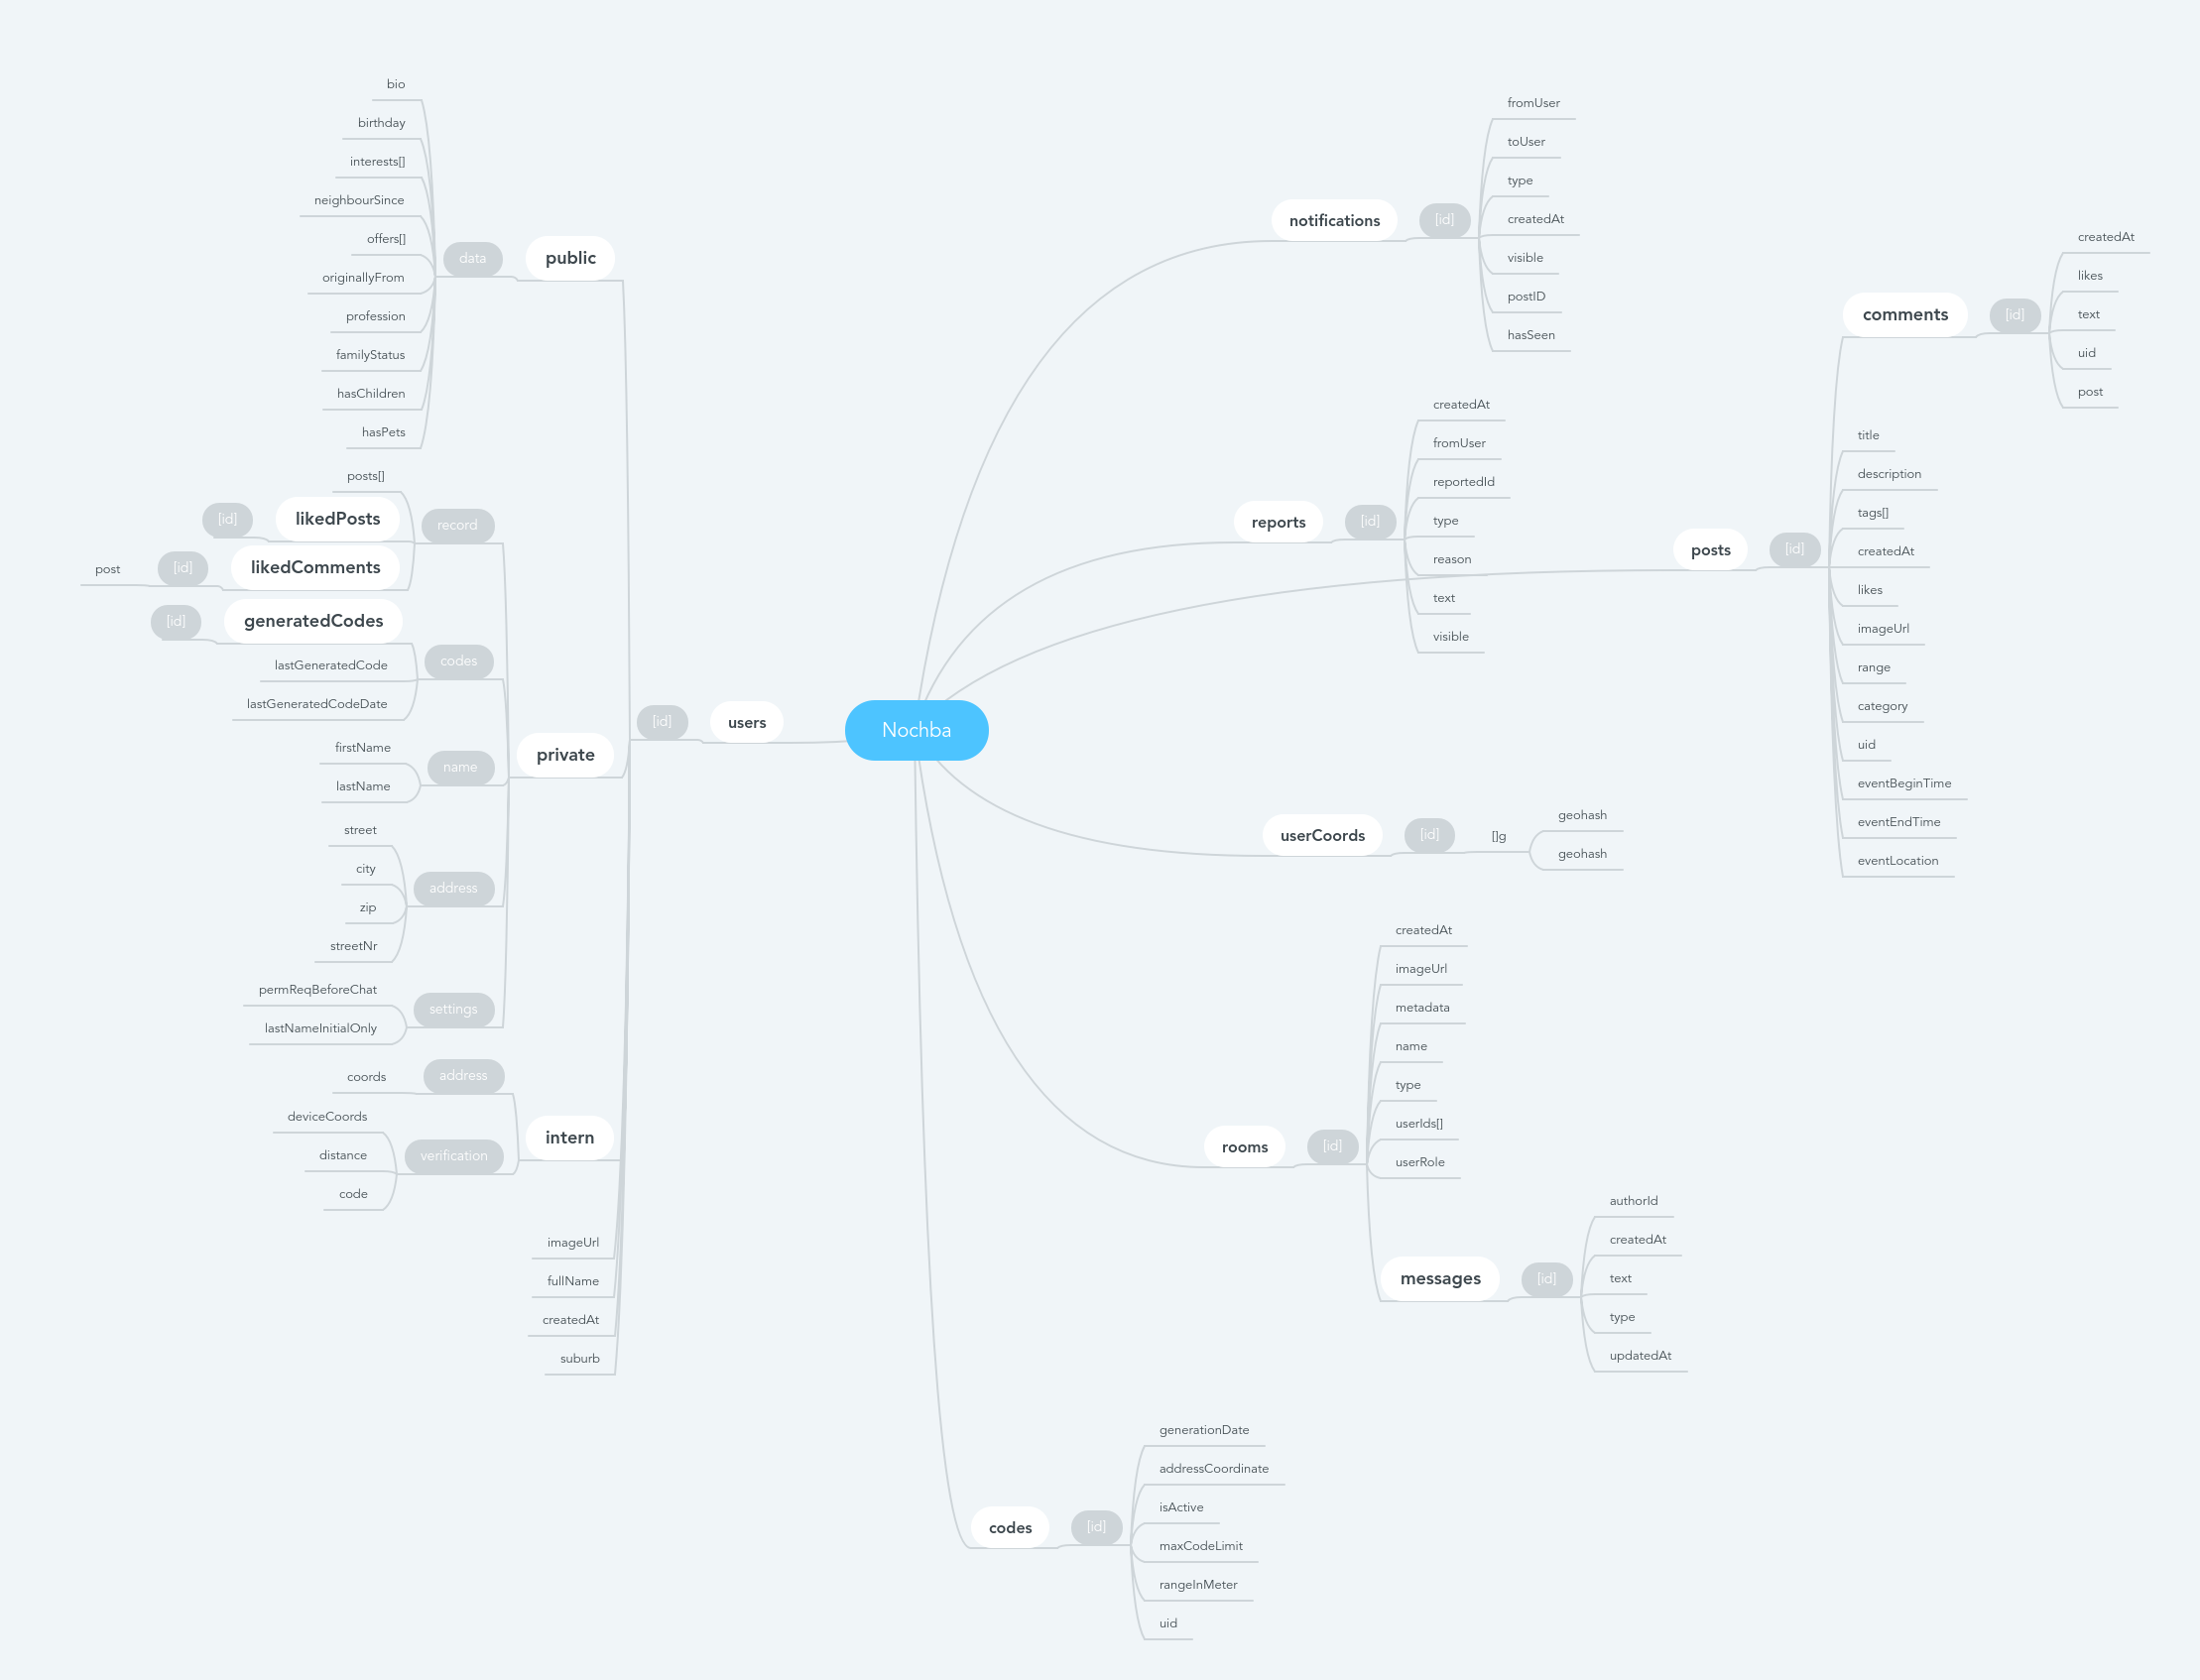 Nochba
users
[id]
public
data
bio
birthday
interests[]
neighbourSince
offers[]
originallyFrom
profession
familyStatus
hasChildren
hasPets
private
record
posts[]
likedPosts
[id]
likedComments
[id]
post
codes
generatedCodes
[id]
lastGeneratedCode
lastGeneratedCodeDate
name
firstName
lastName
address
street
city
zip
streetNr
settings
permReqBeforeChat
lastNameInitialOnly
intern
address
coords
verification
deviceCoords
distance
code
imageUrl
fullName
createdAt
suburb
notifications
[id]
fromUser
toUser
type
createdAt
visible
postID
hasSeen
reports
[id]
createdAt
fromUser
reportedId
type
reason
text
visible
posts
[id]
comments
[id]
createdAt
likes
text
uid
post
title
description
tags[]
createdAt
likes
imageUrl
range
category
uid
eventBeginTime
eventEndTime
eventLocation
userCoords
[id]
[]g
geohash
geohash
rooms
[id]
createdAt
imageUrl
metadata
name
type
userIds[]
userRole
messages
[id]
authorId
createdAt
text
type
updatedAt
codes
[id]
generationDate
addressCoordinate
isActive
maxCodeLimit
rangeInMeter
uid